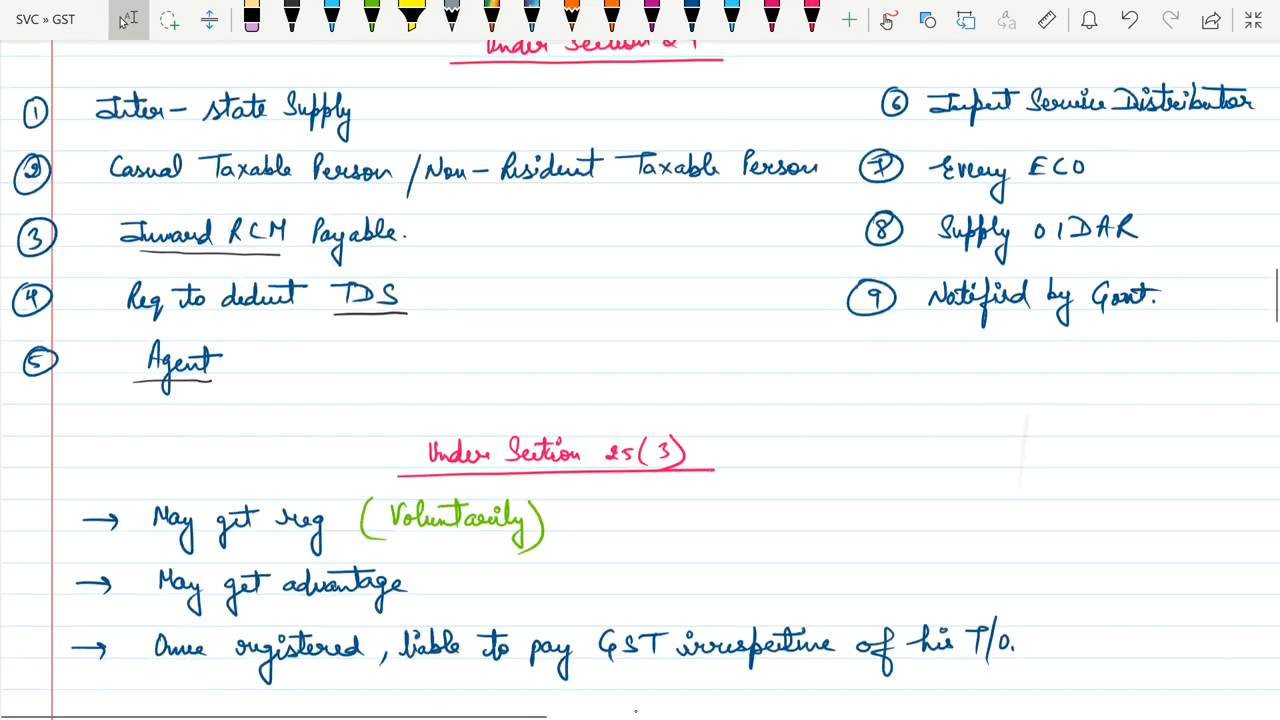 SVC » GST
Under Section 24
① Inter - state Supply
② Casual Taxable Person / Non - Resident Taxable Person
③ Inward RCM Payable.
④ Req to deduct TDS
⑤ Agent
⑥ Input Service Distributor
⑦ Every ECO
⑧ Supply OIDAR
⑨ Notified by Govt.
Under Section 25(3)
→ May get reg (Voluntarily)
→ May get advantage
→ Once registered, liable to pay GST irrespective of his T/O.